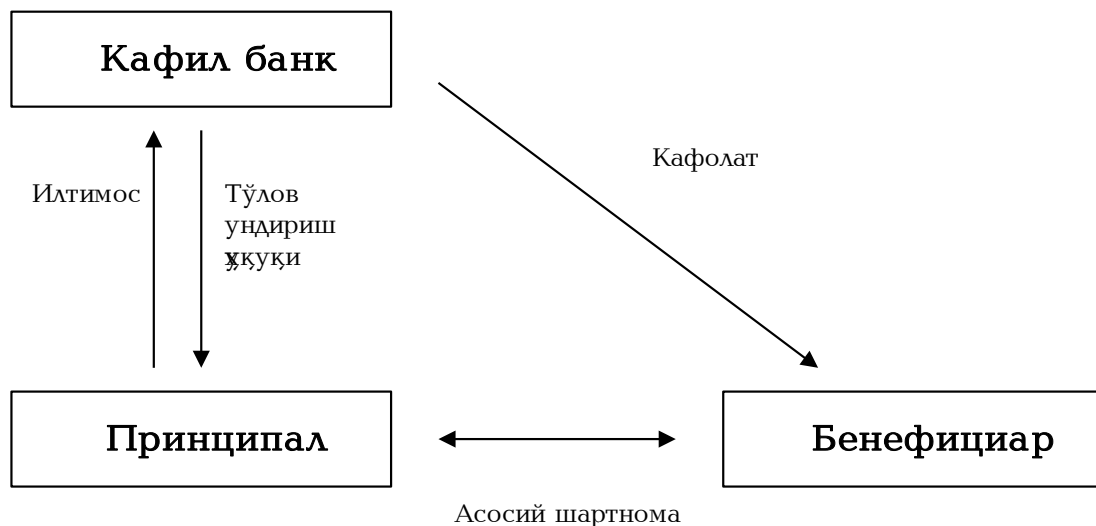 Кафил банк
Кафолат
Илтимос
Тўлов
ундириш
ҳуқуқи
Принципал
Бенефициар
Асосий шартнома